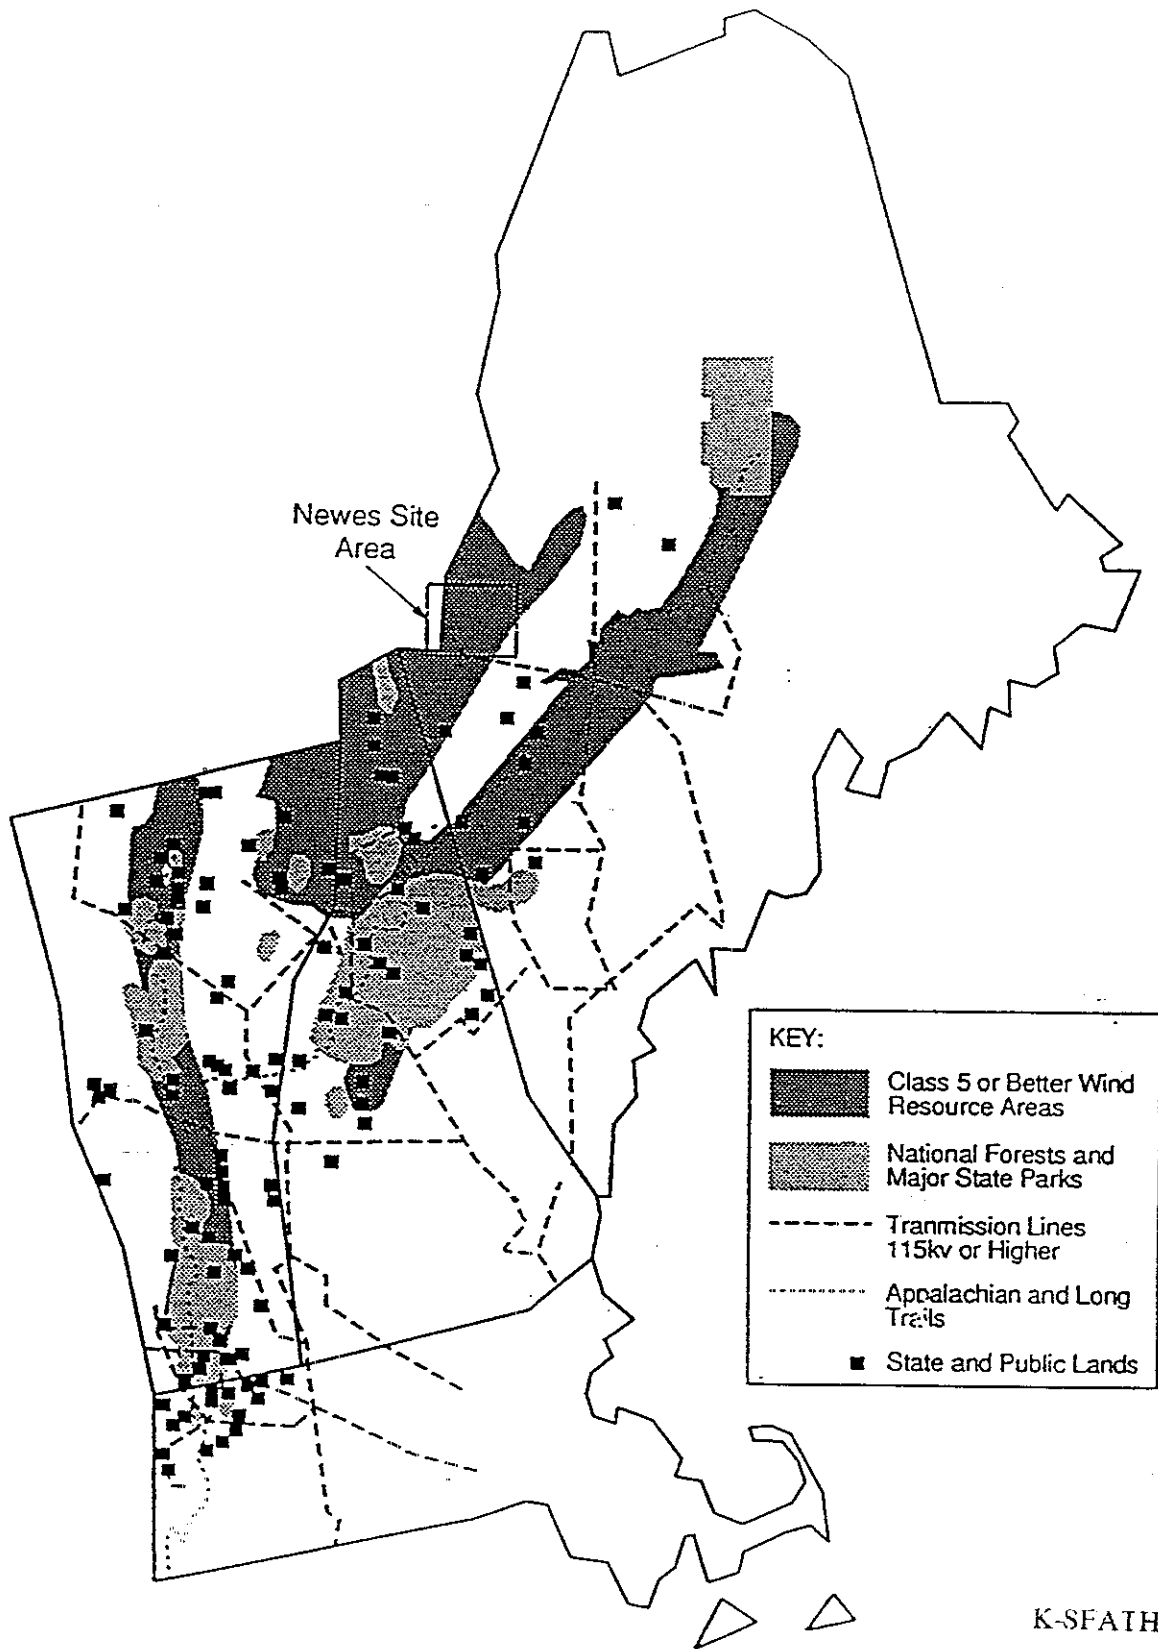 Newes Site
Area
KEY:
Class 5 or Better Wind
Resource Areas
National Forests and
Major State Parks
Tranmission Lines
115kv or Higher
Appalachian and Long
Trails
State and Public Lands
K-SFATH